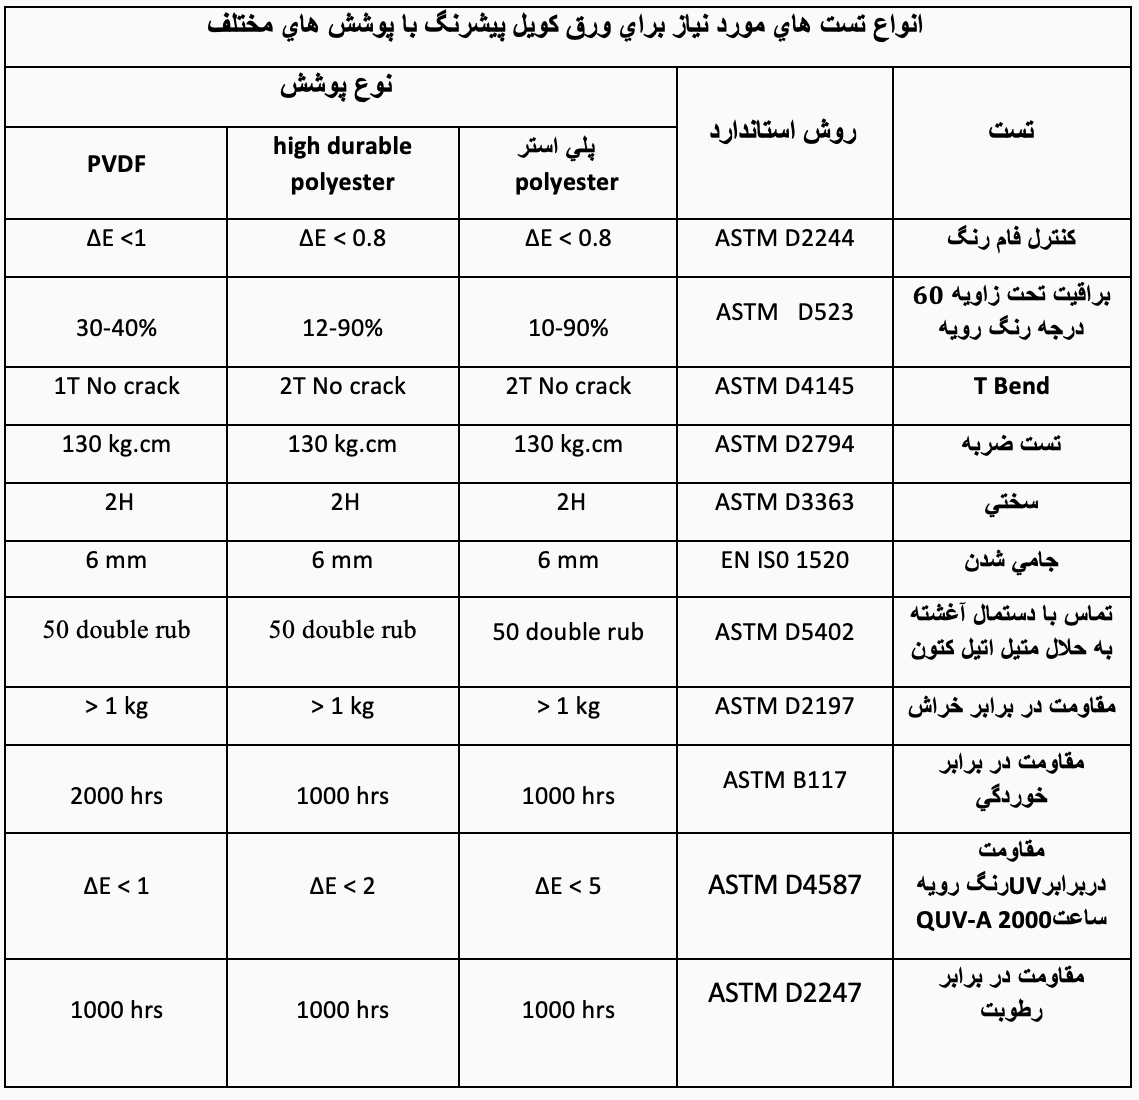 انواع تست هاي مورد نياز براي ورق كويل پيشرنگ با پوشش هاي مختلف
تست
روش استاندارد
نوع پوشش
پلي استر
polyester
high durable
polyester
PVDF
كنترل فام رنگ
ASTM D2244
ΔE < 0.8
ΔE < 0.8
ΔE <1
براقيت تحت زاويه 60
درجه رنگ رويه
ASTM D523
10-90%
12-90%
30-40%
T Bend
ASTM D4145
2T No crack
2T No crack
1T No crack
تست ضربه
ASTM D2794
130 kg.cm
130 kg.cm
130 kg.cm
سختي
ASTM D3363
2H
2H
2H
جامي شدن
EN IS0 1520
6 mm
6 mm
6 mm
تماس با دستمال آغشته
به حلال متيل اتيل كتون
ASTM D5402
50 double rub
50 double rub
50 double rub
مقاومت در برابر خراش
ASTM D2197
> 1 kg
> 1 kg
> 1 kg
مقاومت در برابر
خوردگي
ASTM B117
1000 hrs
1000 hrs
2000 hrs
مقاومت
دربرابرUVرنگ رويه
QUV-A 2000ساعت
ASTM D4587
ΔE < 5
ΔE < 2
ΔE < 1
مقاومت در برابر
رطوبت
ASTM D2247
1000 hrs
1000 hrs
1000 hrs